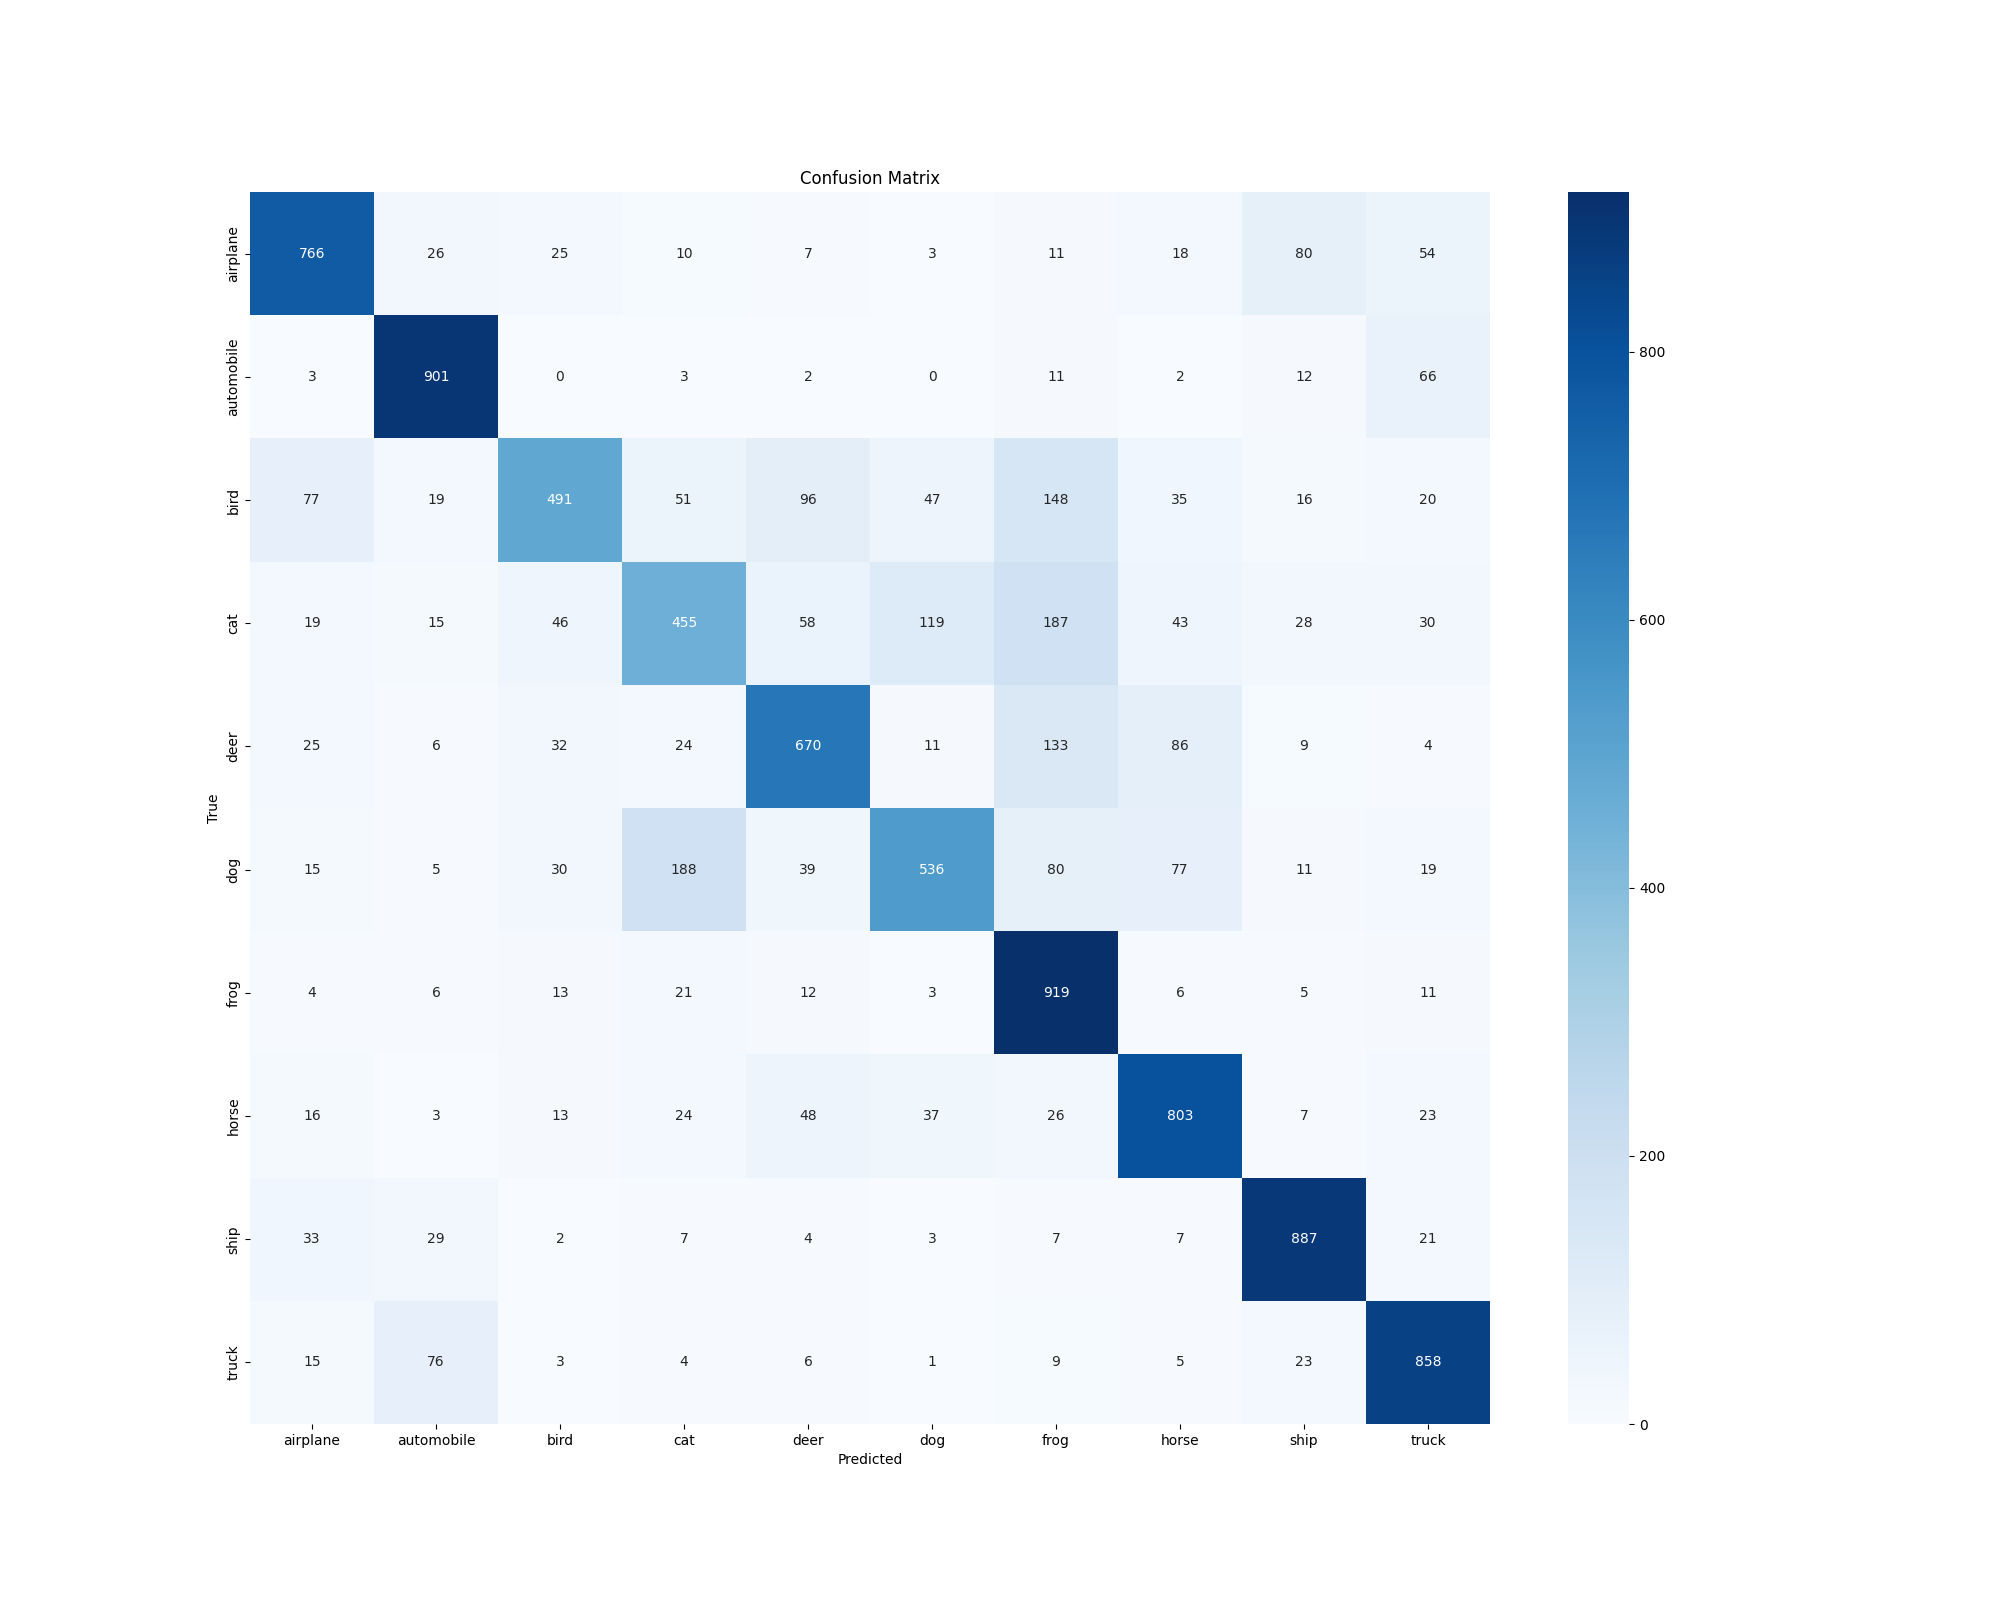 Confusion Matrix
airplane 766 26 25 10 7 3 11 18 80 54
automobile 3 901 0 3 2 0 11 2 12 66
bird 77 19 491 51 96 47 148 35 16 20
cat 19 15 46 455 58 119 187 43 28 30
deer 25 6 32 24 670 11 133 86 9 4
True
dog 15 5 30 188 39 536 80 77 11 19
frog 4 6 13 21 12 3 919 6 5 11
horse 16 3 13 24 48 37 26 803 7 23
ship 33 29 2 7 4 3 7 7 887 21
truck 15 76 3 4 6 1 9 5 23 858
airplane automobile bird cat deer dog frog horse ship truck
Predicted
800
600
400
200
0